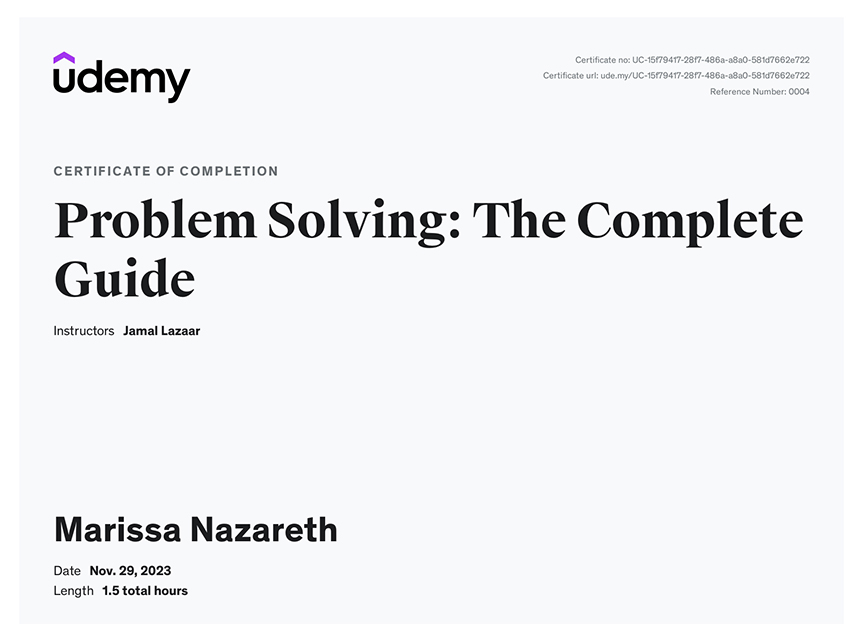 udemy
Certificate no: UC-15f79417-28f7-486a-a8a0-581d7662e722
Certificate url: ude.my/UC-15f79417-28f7-486a-a8a0-581d7662e722
Reference Number: 0004
CERTIFICATE OF COMPLETION
Problem Solving: The Complete
Guide
Instructors Jamal Lazaar
Marissa Nazareth
Date Nov. 29, 2023
Length 1.5 total hours